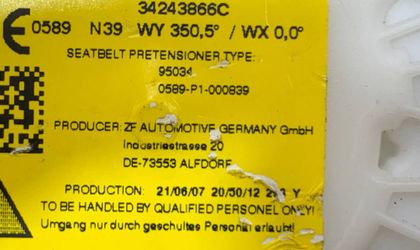 34243866C
CE 0589 N39 WY 350,5° / WX 0,0°
SEATBELT PRETENSIONER TYPE:
95034
0589-P1-000839
PRODUCER: ZF AUTOMOTIVE GERMANY GmbH
Industriestrasse 20
DE-73553 ALFDORF
PRODUCTION: 21/06/07 20/50/12 Y
TO BE HANDLED BY QUALIFIED PERSONEL ONLY!
Umgang nur durch geschultes Personal erlaubt!